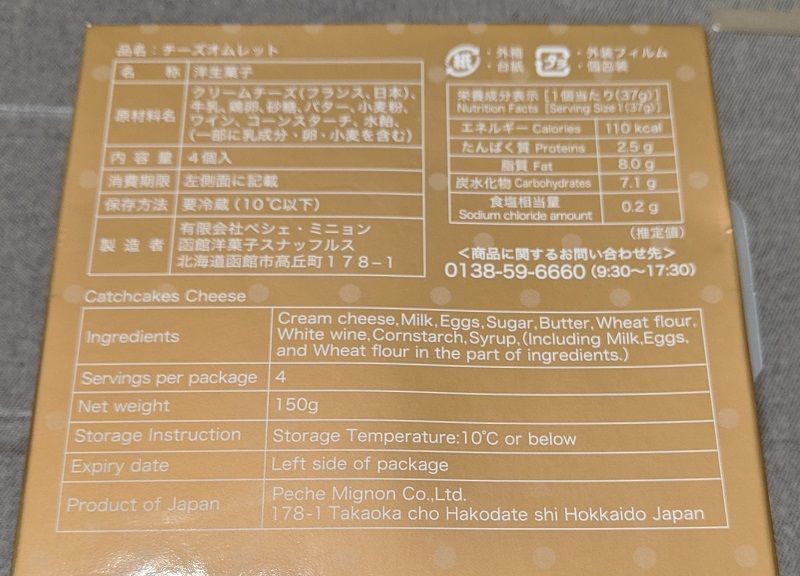 品名：チーズオムレット
名 称 洋生菓子
原材料名 クリームチーズ（フランス、日本）、
牛乳、鶏卵、砂糖、バター、小麦粉、
ワイン、コーンスターチ、水飴、
（一部に乳成分・卵・小麦を含む）
内 容 量 4個入
消費期限 左側面に記載
保存方法 要冷蔵（10℃以下）
製 造 者 有限会社ペシェ・ミニヨン
函館洋菓子スナッフルス
北海道函館市高丘町178-1
紙 ・外箱
・台紙
プラ ・外装フィルム
・個包装
栄養成分表示 [1個当たり(37g)]
Nutrition Facts [Serving Size 1 (37g)]
エネルギー Calories 110 kcal
たんぱく質 Proteins 2.5 g
脂質 Fat 8.0 g
炭水化物 Carbohydrates 7.1 g
食塩相当量
Sodium chloride amount 0.2 g
（推定値）
＜商品に関するお問い合わせ先＞
0138-59-6660 (9:30～17:30)
Catchcakes Cheese
Ingredients Cream cheese,Milk,Eggs,Sugar,Butter,Wheat flour,
White wine,Cornstarch,Syrup,(Including Milk,Eggs,
and Wheat flour in the part of ingredients.)
Servings per package 4
Net weight 150g
Storage Instruction Storage Temperature:10℃ or below
Expiry date Left side of package
Product of Japan Peche Mignon Co.,Ltd.
178-1 Takaoka cho Hakodate shi Hokkaido Japan